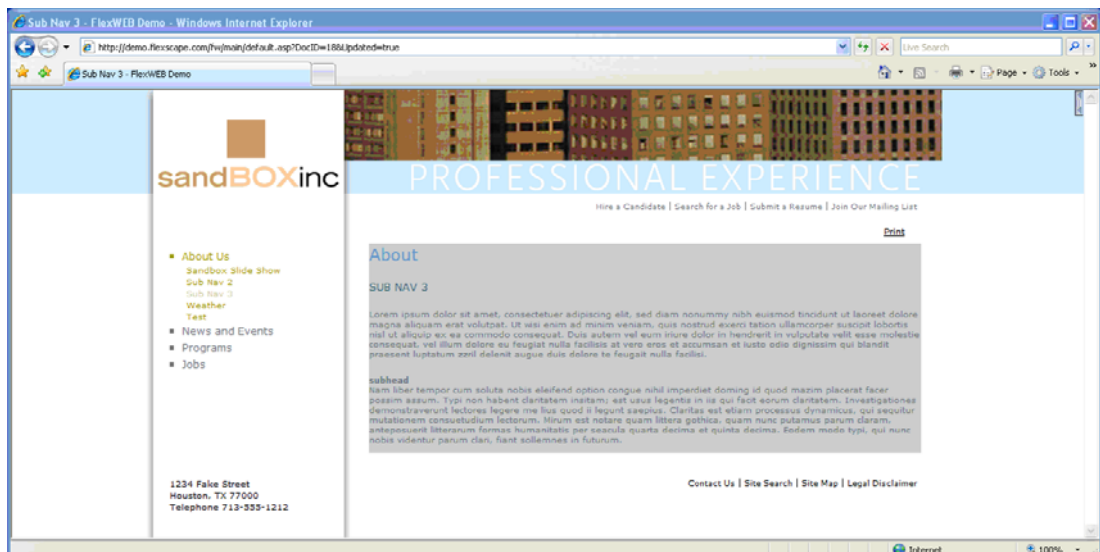 Sub Nav 3 - FlexWEB Demo - Windows Internet Explorer
http://demo.flexscape.com/fw/main/default.asp?DocID=188&Updated=true
Live Search
Sub Nav 3 - FlexWEB Demo
Page
Tools
sandBOXinc
PROFESSIONAL EXPERIENCE
Hire a Candidate | Search for a Job | Submit a Resume | Join Our Mailing List
Print
About Us
Sandbox Slide Show
Sub Nav 2
Sub Nav 3
Weather
Test
News and Events
Programs
Jobs
About
SUB NAV 3
Lorem ipsum dolor sit amet, consectetuer adipiscing elit, sed diam nonummy nibh euismod tincidunt ut laoreet dolore
magna aliquam erat volutpat. Ut wisi enim ad minim veniam, quis nostrud exerci tation ullamcorper suscipit lobortis
nisl ut aliquip ex ea commodo consequat. Duis autem vel eum iriure dolor in hendrerit in vulputate velit esse molestie
consequat, vel illum dolore eu feugiat nulla facilisis at vero eros et accumsan et iusto odio dignissim qui blandit
praesent luptatum zzril delenit augue duis dolore te feugait nulla facilisi.
subhead
Nam liber tempor cum soluta nobis eleifend option congue nihil imperdiet doming id quod mazim placerat facer
possim assum. Typi non habent claritatem insitam; est usus legentis in iis qui facit eorum claritatem. Investigationes
demonstraverunt lectores legere me lius quod ii legunt saepius. Claritas est etiam processus dynamicus, qui sequitur
mutationem consuetudium lectorum. Mirum est notare quam littera gothica, quam nunc putamus parum claram,
anteposuerit litterarum formas humanitatis per seacula quarta decima et quinta decima. Eodem modo typi, qui nunc
nobis videntur parum clari, fiant sollemnes in futurum.
1234 Fake Street
Houston, TX 77000
Telephone 713-555-1212
Contact Us | Site Search | Site Map | Legal Disclaimer
Internet
100%